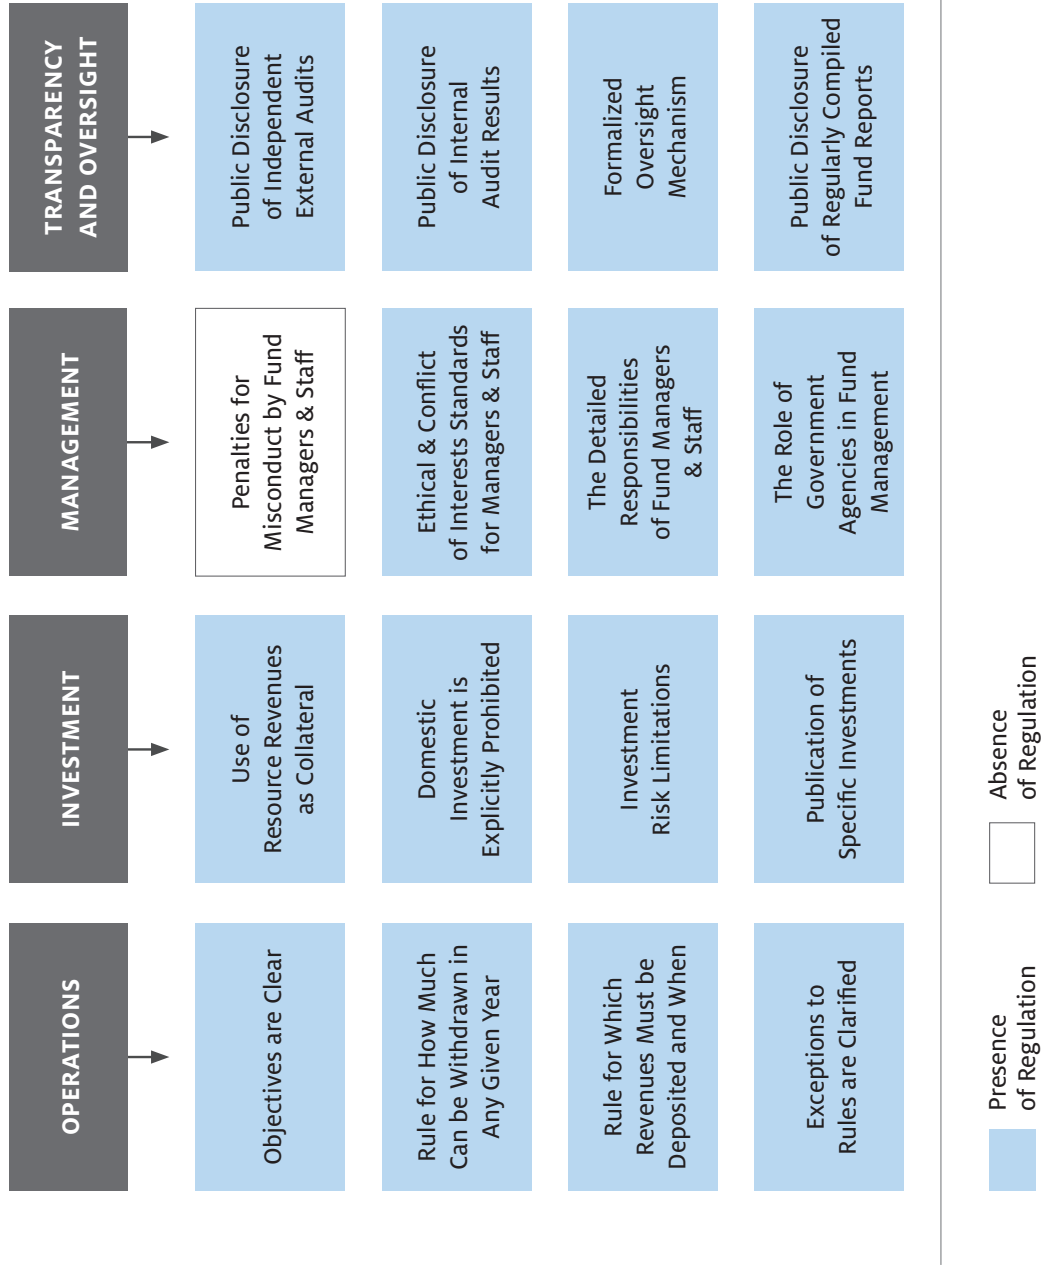 OPERATIONS
Objectives are Clear
Rule for How Much
Can be Withdrawn in
Any Given Year
Rule for Which
Revenues Must be
Deposited and When
Exceptions to
Rules are Clarified
INVESTMENT
Use of
Resource Revenues
as Collateral
Domestic
Investment is
Explicitly Prohibited
Investment
Risk Limitations
Publication of
Specific Investments
MANAGEMENT
Penalties for
Misconduct by Fund
Managers & Staff
Ethical & Conflict
of Interests Standards
for Managers & Staff
The Detailed
Responsibilities
of Fund Managers
& Staff
The Role of
Government
Agencies in Fund
Management
TRANSPARENCY
AND OVERSIGHT
Public Disclosure
of Independent
External Audits
Public Disclosure
of Internal
Audit Results
Formalized
Oversight
Mechanism
Public Disclosure
of Regularly Compiled
Fund Reports
Presence
of Regulation
Absence
of Regulation